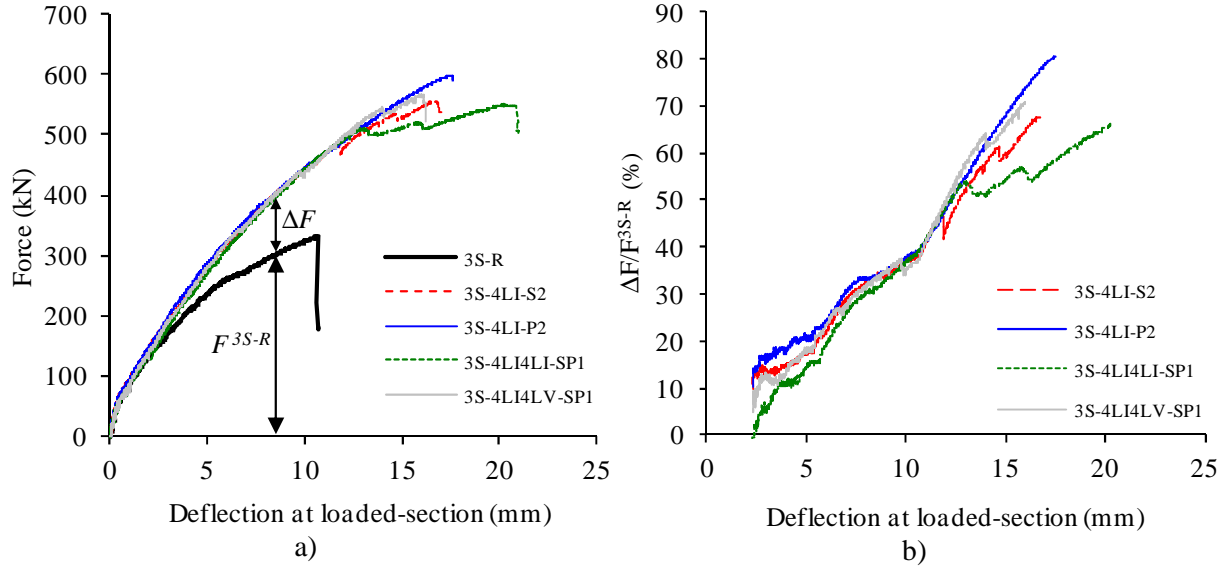 700
600
500
400
300
200
100
0
0 5 10 15 20 25
Force (kN)
Deflection at loaded-section (mm)
ΔF
F 3S-R
3S-R
3S-4LI-S2
3S-4LI-P2
3S-4LI4LI-SP1
3S-4LI4LV-SP1
a)
90
80
70
60
50
40
30
20
10
0
0 5 10 15 20 25
ΔF/F3S-R (%)
Deflection at loaded-section (mm)
3S-4LI-S2
3S-4LI-P2
3S-4LI4LI-SP1
3S-4LI4LV-SP1
b)